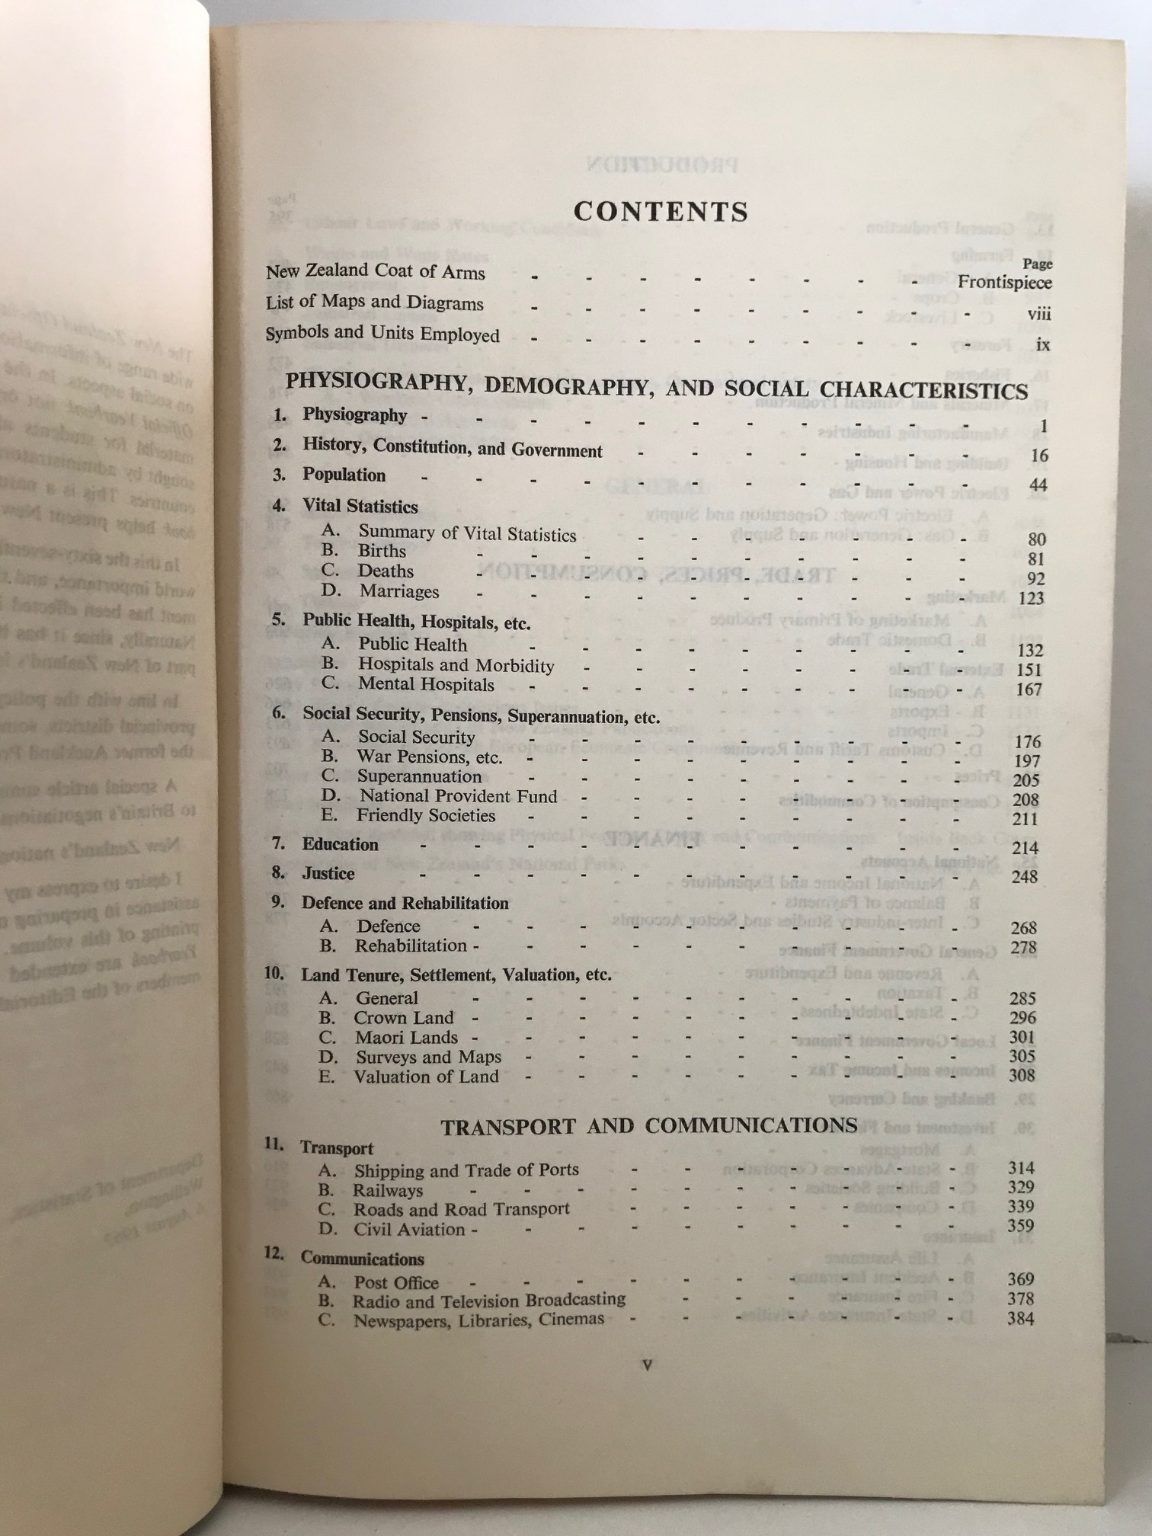 CONTENTS
Page
New Zealand Coat of Arms - - - - - - - - Frontispiece
List of Maps and Diagrams - - - - - - - - - viii
Symbols and Units Employed - - - - - - - - - ix
PHYSIOGRAPHY, DEMOGRAPHY, AND SOCIAL CHARACTERISTICS
1. Physiography - - - - - - - - - - - 1
2. History, Constitution, and Government - - - - - - - 16
3. Population - - - - - - - - - - - 44
4. Vital Statistics
A. Summary of Vital Statistics - - - - - - - 80
B. Births - - - - - - - - - - 81
C. Deaths - - - - - - - - - - 92
D. Marriages - - - - - - - - - - 123
5. Public Health, Hospitals, etc.
A. Public Health - - - - - - - - - 132
B. Hospitals and Morbidity - - - - - - - - 151
C. Mental Hospitals - - - - - - - - - 167
6. Social Security, Pensions, Superannuation, etc.
A. Social Security - - - - - - - - - 176
B. War Pensions, etc. - - - - - - - - - 197
C. Superannuation - - - - - - - - - 205
D. National Provident Fund - - - - - - - - 208
E. Friendly Societies - - - - - - - - - 211
7. Education - - - - - - - - - - - 214
8. Justice - - - - - - - - - - - 248
9. Defence and Rehabilitation
A. Defence - - - - - - - - - - 268
B. Rehabilitation - - - - - - - - - - 278
10. Land Tenure, Settlement, Valuation, etc.
A. General - - - - - - - - - - 285
B. Crown Land - - - - - - - - - - 296
C. Maori Lands - - - - - - - - - - 301
D. Surveys and Maps - - - - - - - - - 305
E. Valuation of Land - - - - - - - - - 308
TRANSPORT AND COMMUNICATIONS
11. Transport
A. Shipping and Trade of Ports - - - - - - - 314
B. Railways - - - - - - - - - - 329
C. Roads and Road Transport - - - - - - - 339
D. Civil Aviation - - - - - - - - - - 359
12. Communications
A. Post Office - - - - - - - - - - 369
B. Radio and Television Broadcasting - - - - - - 378
C. Newspapers, Libraries, Cinemas - - - - - - - 384
v